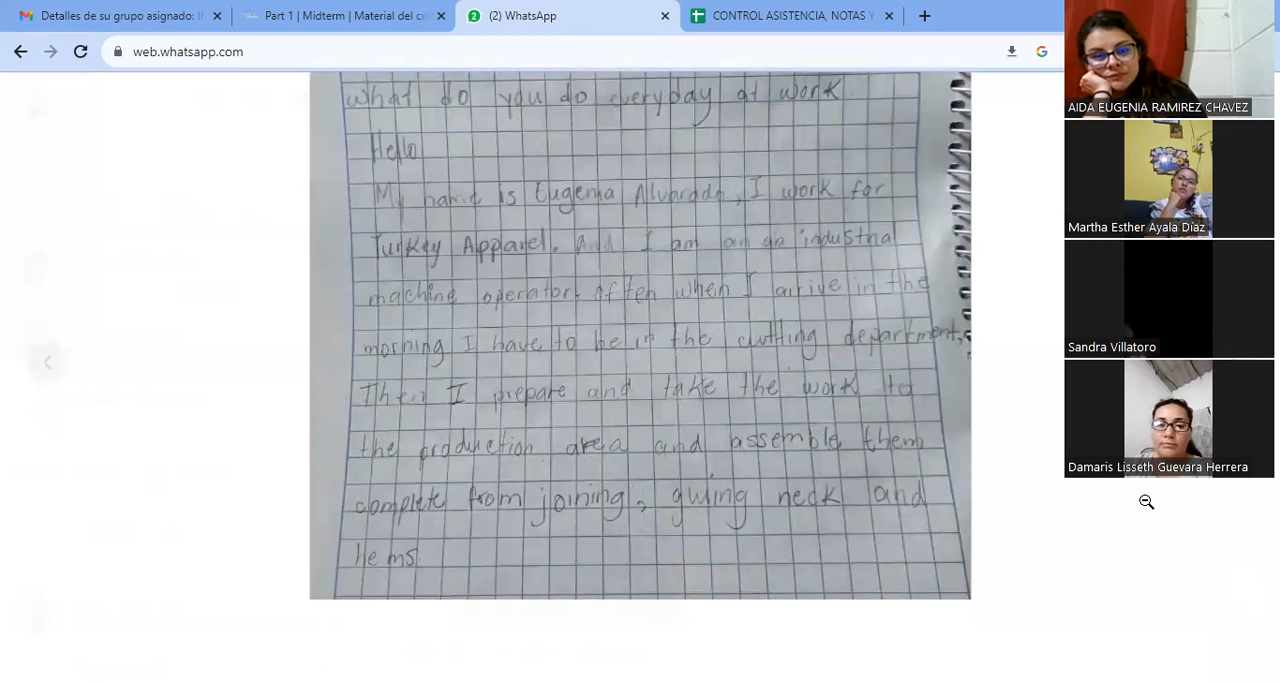 Detalles de su grupo asignado: I
Part 1 | Midterm | Material del cu
(2) WhatsApp
CONTROL ASISTENCIA, NOTAS Y
web.whatsapp.com
What do you do everyday at work
Hello
My name is Eugenia Alvarado, I work for
Turkey Apparel. And I am an industrial
machine operator. often when I arrive in the
morning I have to be in the cutting department,
Then I prepare and take the work to
the production area and assemble them
complete from joining, neck and
hems
AIDA EUGENIA RAMIREZ CHAVEZ
Martha Esther Ayala Díaz
Sandra Villatoro
Damaris Lisseth Guevara Herrera